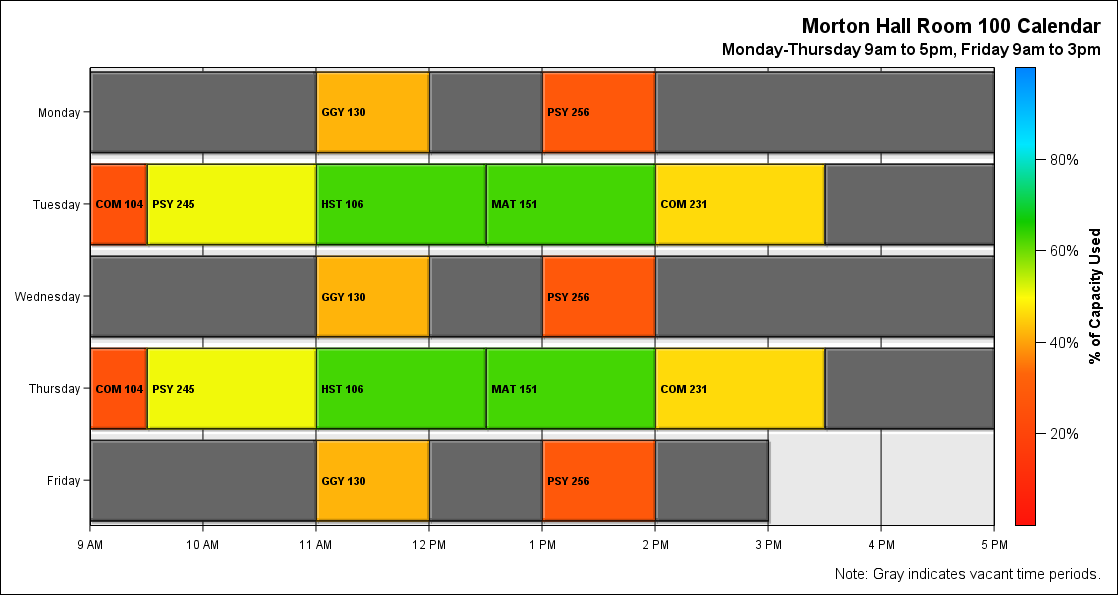 Morton Hall Room 100 Calendar
Monday-Thursday 9am to 5pm, Friday 9am to 3pm
Monday
GGY 130
PSY 256
Tuesday
COM 104
PSY 245
HST 106
MAT 151
COM 231
Wednesday
GGY 130
PSY 256
Thursday
COM 104
PSY 245
HST 106
MAT 151
COM 231
Friday
GGY 130
PSY 256
9 AM
10 AM
11 AM
12 PM
1 PM
2 PM
3 PM
4 PM
5 PM
80%
60%
40%
20%
% of Capacity Used
Note: Gray indicates vacant time periods.